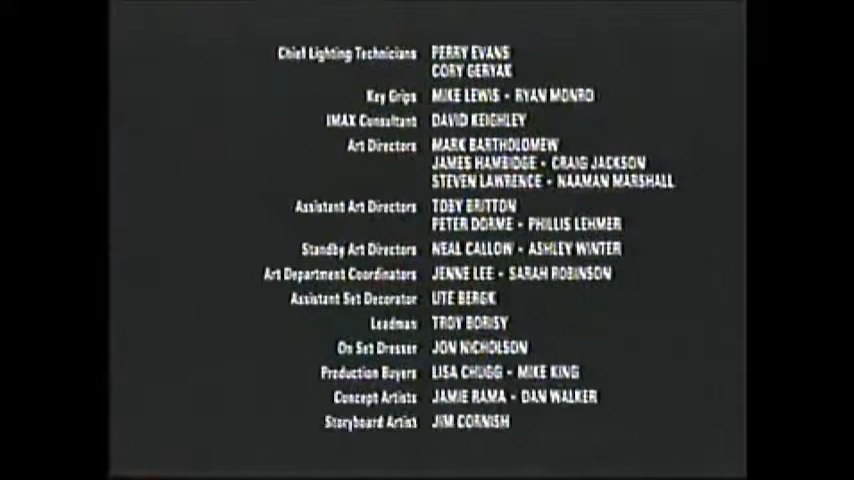 Chief Lighting Technicians PERRY EVANS
CORY GERYAK
Key Grips MIKE LEWIS - RYAN MONRO
IMAX Consultant DAVID KEIGHLEY
Art Directors MARK BARTHOLOMEW
JAMES HAMBIDGE - CRAIG JACKSON
STEVEN LAWRENCE - NAAMAN MARSHALL
Assistant Art Directors TOBY BRITTON
PETER DORME - PHILLIS LEHMER
Standby Art Directors NEAL CALLOW - ASHLEY WINTER
Art Department Coordinators JENNE LEE - SARAH ROBINSON
Assistant Set Decorator UTE BERGK
Leadman TROY BORISY
On Set Dresser JON NICHOLSON
Production Buyers LISA CHUGG - MIKE KING
Concept Artists JAMIE RAMA - DAN WALKER
Storyboard Artist JIM CORNISH